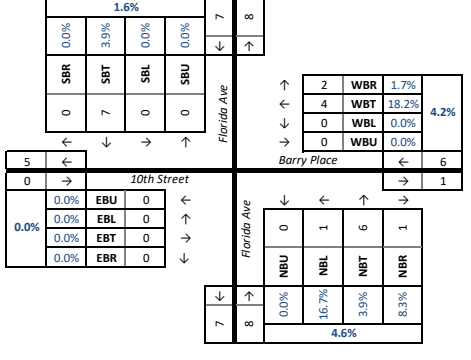 1.6%
7 8
0.0% 3.9% 0.0% 0.0%
↓ ↑
SBR SBT SBL SBU
Florida Ave
↑ 2 WBR 1.7%
← 4 WBT 18.2%
4.2%
0 7 0 0
↓ 0 WBL 0.0%
→ 0 WBU 0.0%
← ↓ → ↑
5 ←
Barry Place
← 6
0 →
10th Street
→ 1
0.0%
0.0% EBU 0 ←
0.0% EBL 0 ↑
0.0% EBT 0 →
0.0% EBR 0 ↓
Florida Ave
↓ ← ↑ →
0 1 6 1
NBU NBL NBT NBR
0.0% 16.7% 3.9% 8.3%
↓ ↑
7 8
4.6%